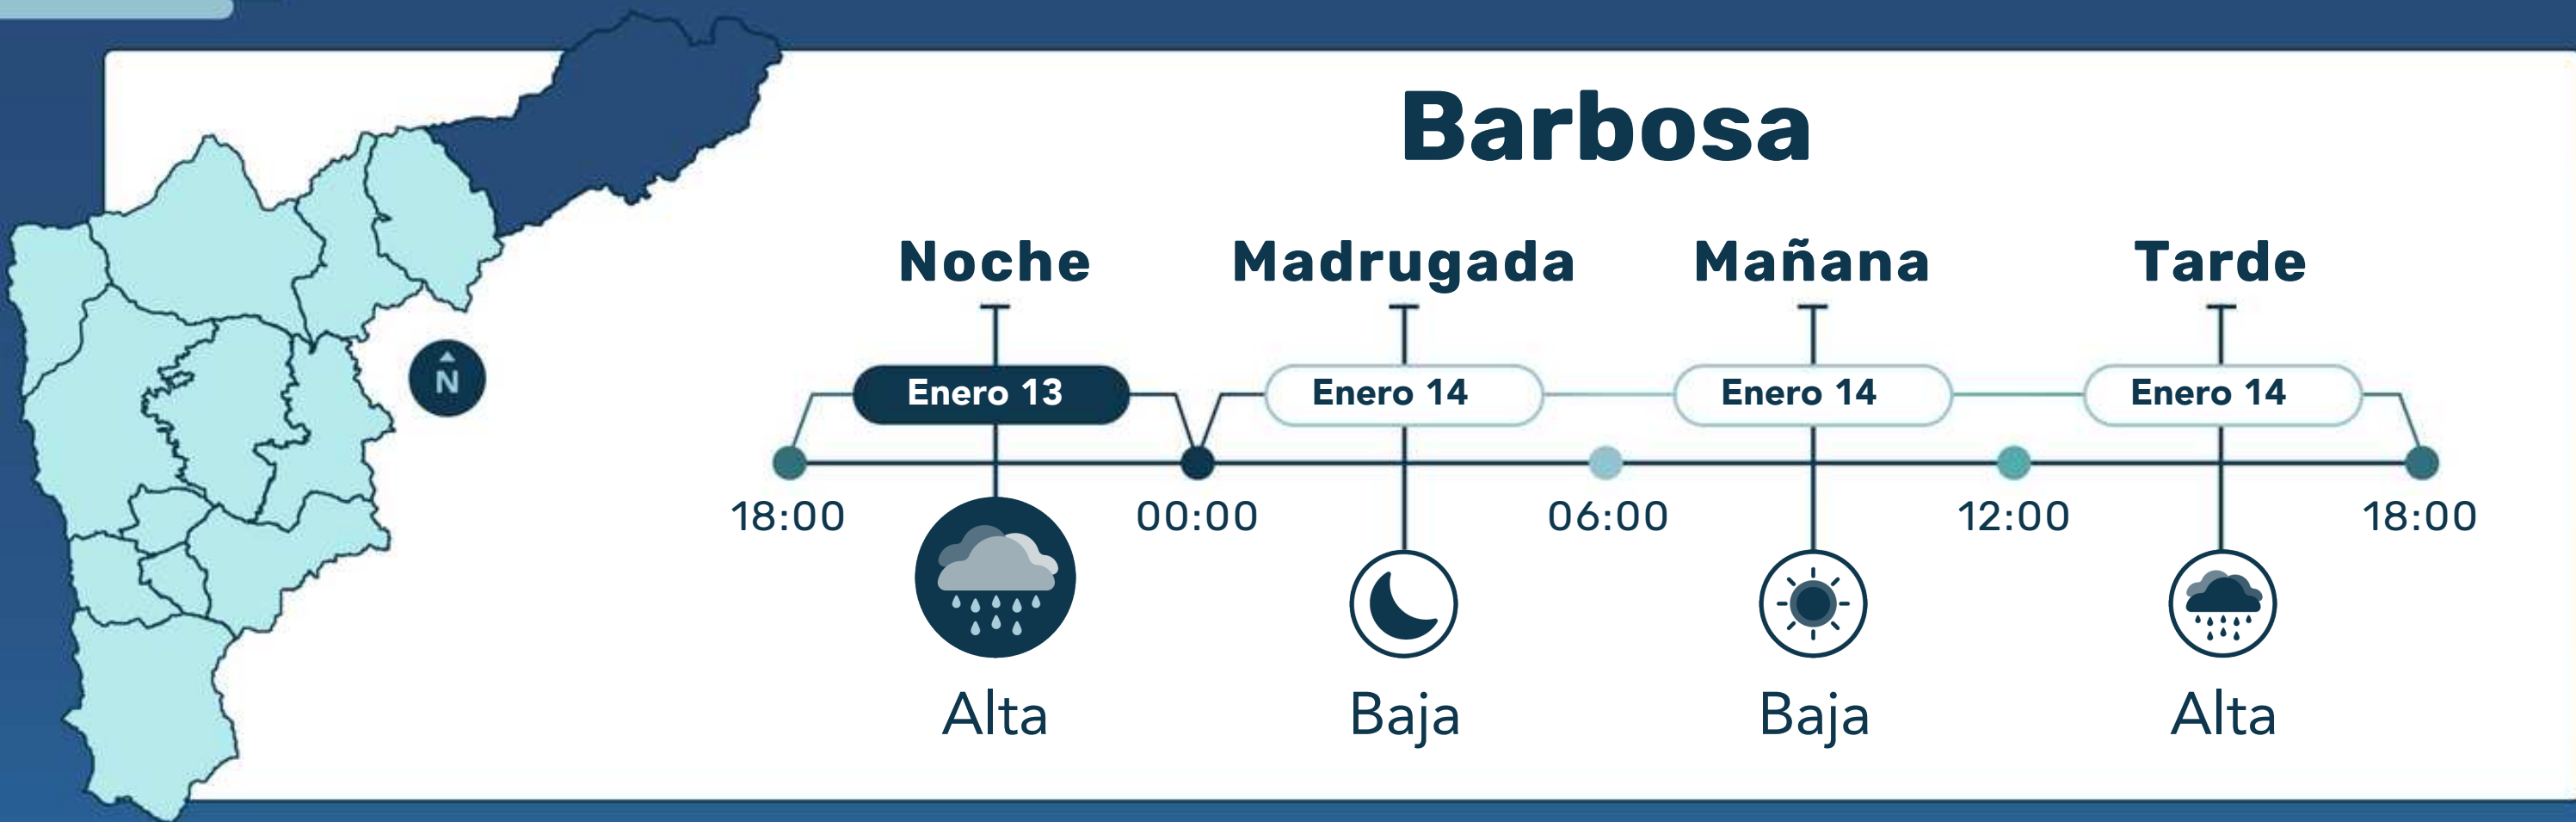 Barbosa
Noche Madrugada Mañana Tarde
N
Enero 13 Enero 14 Enero 14 Enero 14
18:00 00:00 06:00 12:00 18:00
Alta Baja Baja Alta